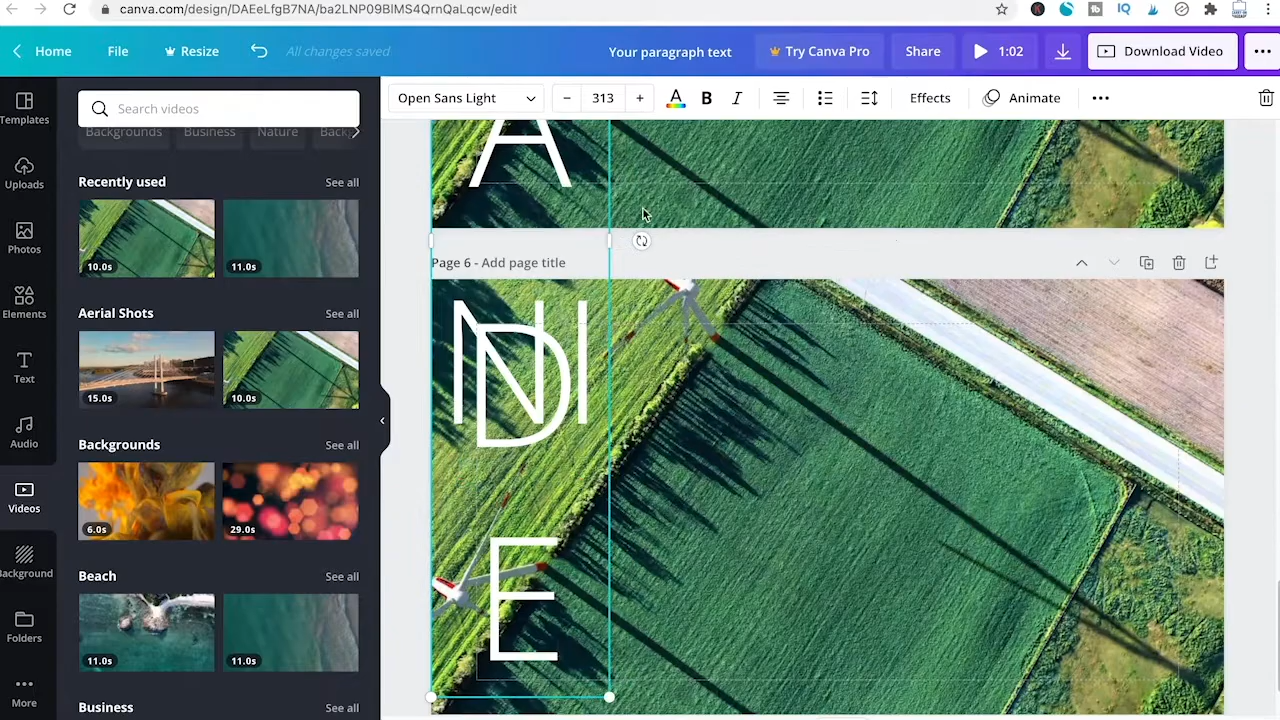 canva.com/design/DAEeLfgB7NA/ba2LNP09BlMS4QrnQaLqcw/edit
Home
File
Resize
All changes saved
Your paragraph text
Try Canva Pro
Share
1:02
Download Video
Templates
Uploads
Photos
Elements
Text
Audio
Videos
Background
Folders
More
Search videos
Backgrounds
Business
Nature
Back
Recently used
See all
10.0s
11.0s
Aerial Shots
See all
15.0s
10.0s
Backgrounds
See all
6.0s
29.0s
Beach
See all
11.0s
11.0s
Business
See all
Open Sans Light
313
A
B
I
Effects
Animate
A
Page 6 - Add page title
N
D
I
E